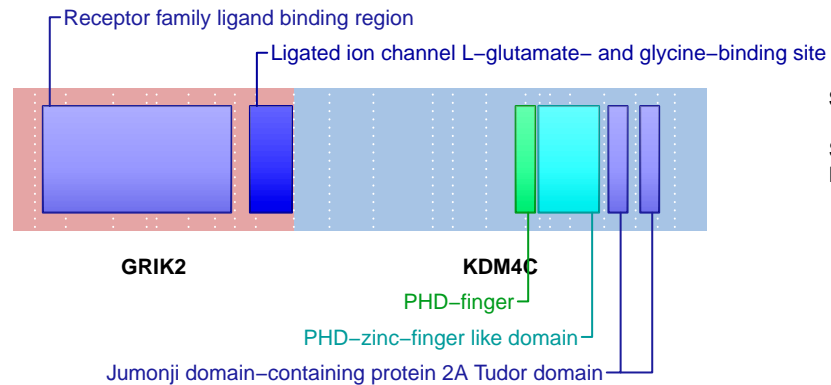 Receptor family ligand binding region
Ligated ion channel L−glutamate− and glycine−binding site
GRIK2
KDM4C
PHD−finger
PHD−zinc−finger like domain
Jumonji domain−containing protein 2A Tudor domain